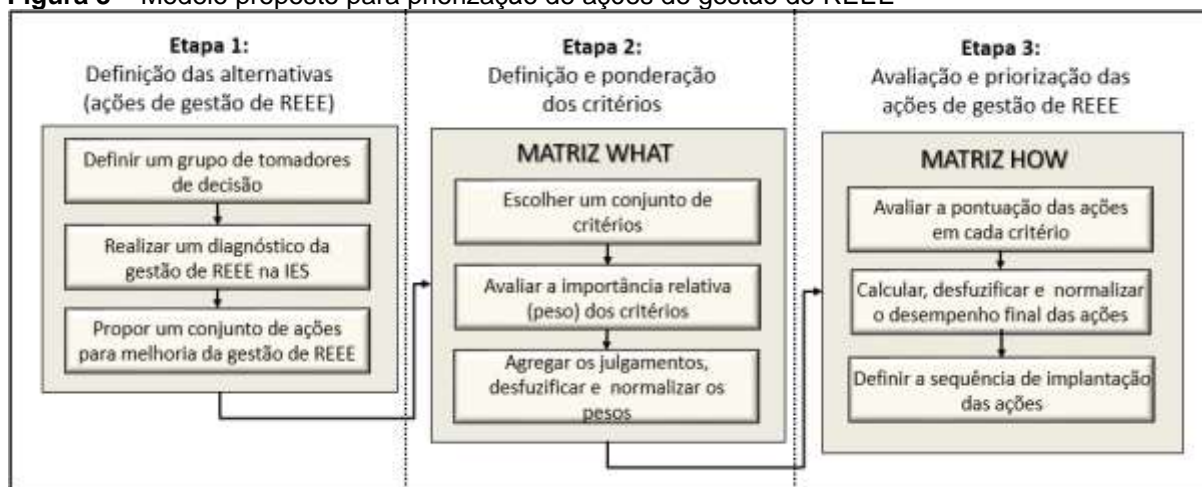 Figura 3 – Modelo proposto para priorização de ações de gestão de REEE
Etapa 1:
Definição das alternativas
(ações de gestão de REEE)
Definir um grupo de tomadores
de decisão
Realizar um diagnóstico da
gestão de REEE na IES
Propor um conjunto de ações
para melhoria da gestão de REEE
Etapa 2:
Definição e ponderação
dos critérios
MATRIZ WHAT
Escolher um conjunto de
critérios
Avaliar a importância relativa
(peso) dos critérios
Agregar os julgamentos,
desfuzificar e normalizar os
pesos
Etapa 3:
Avaliação e priorização das
ações de gestão de REEE
MATRIZ HOW
Avaliar a pontuação das ações
em cada critério
Calcular, desfuzificar e normalizar
o desempenho final das ações
Definir a sequência de implantação
das ações